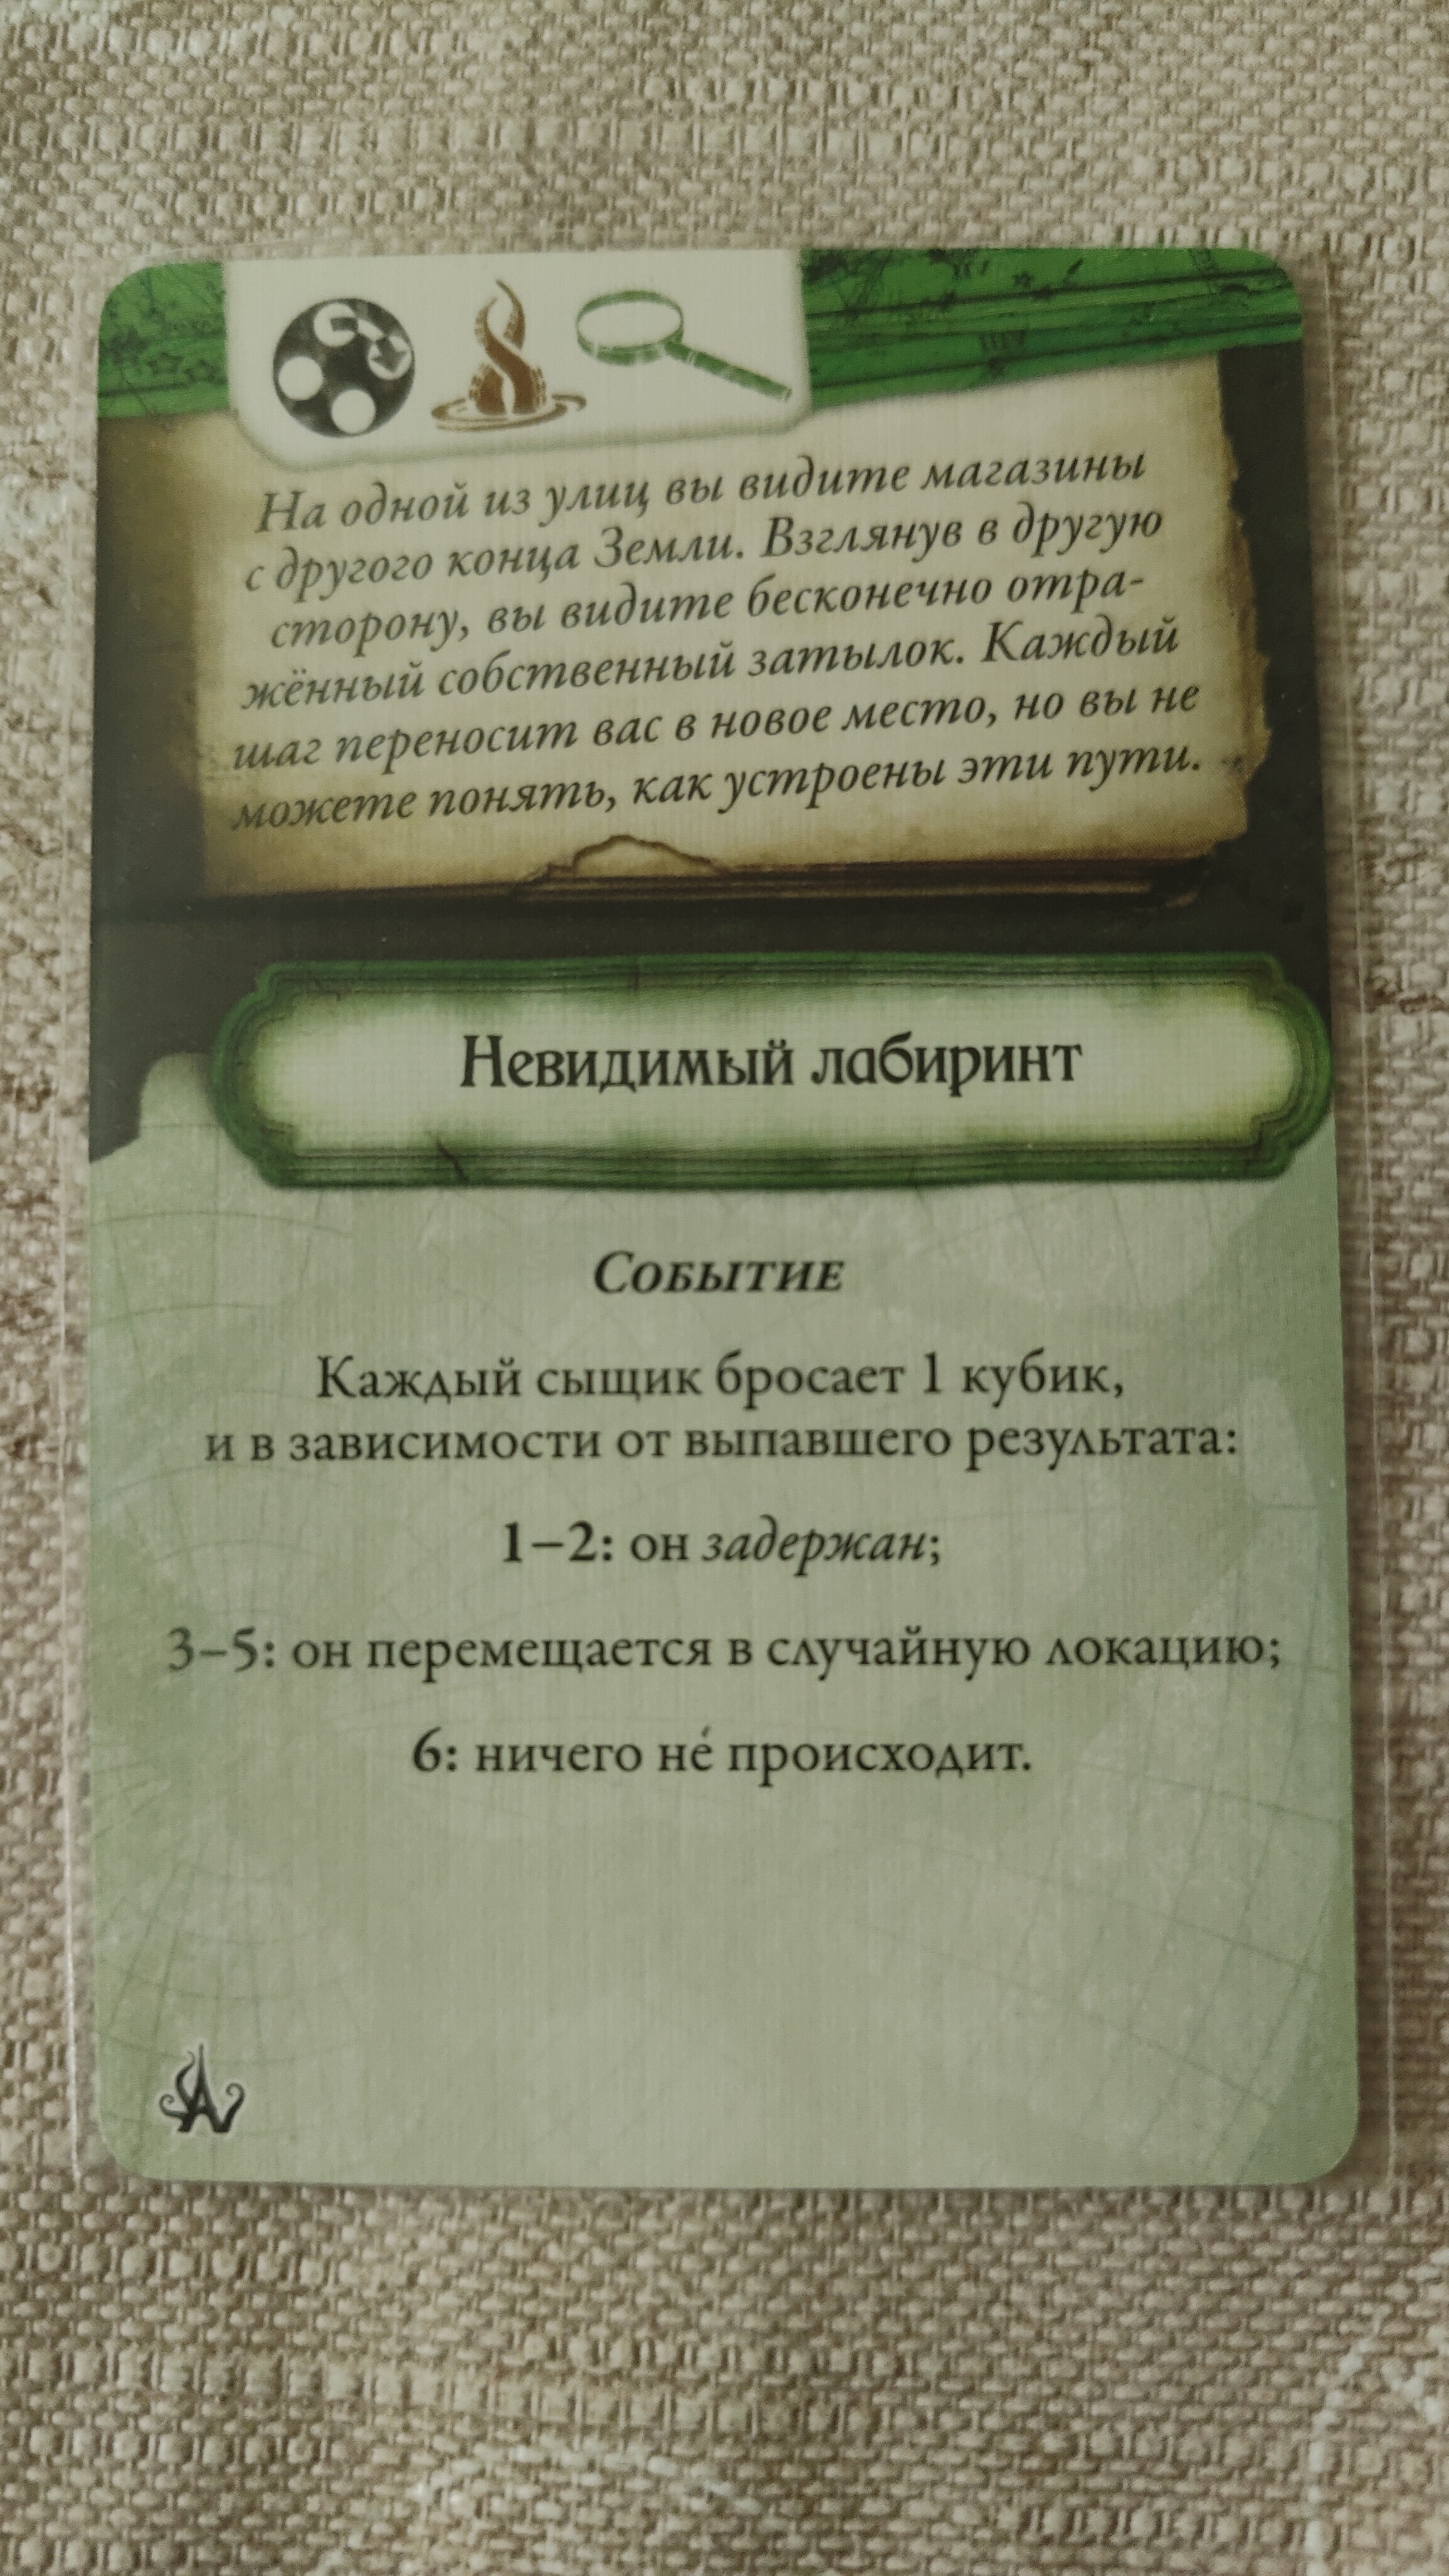 На одной из улиц вы видите магазины
с другого конца Земли. Взглянув в другую
сторону, вы видите бесконечно отра-
жённый собственный затылок. Каждый
шаг переносит вас в новое место, но вы не
можете понять, как устроены эти пути.
Невидимый лабиринт
Событие
Каждый сыщик бросает 1 кубик,
и в зависимости от выпавшего результата:
1–2: он задержан;
3–5: он перемещается в случайную локацию;
6: ничего не́ происходит.